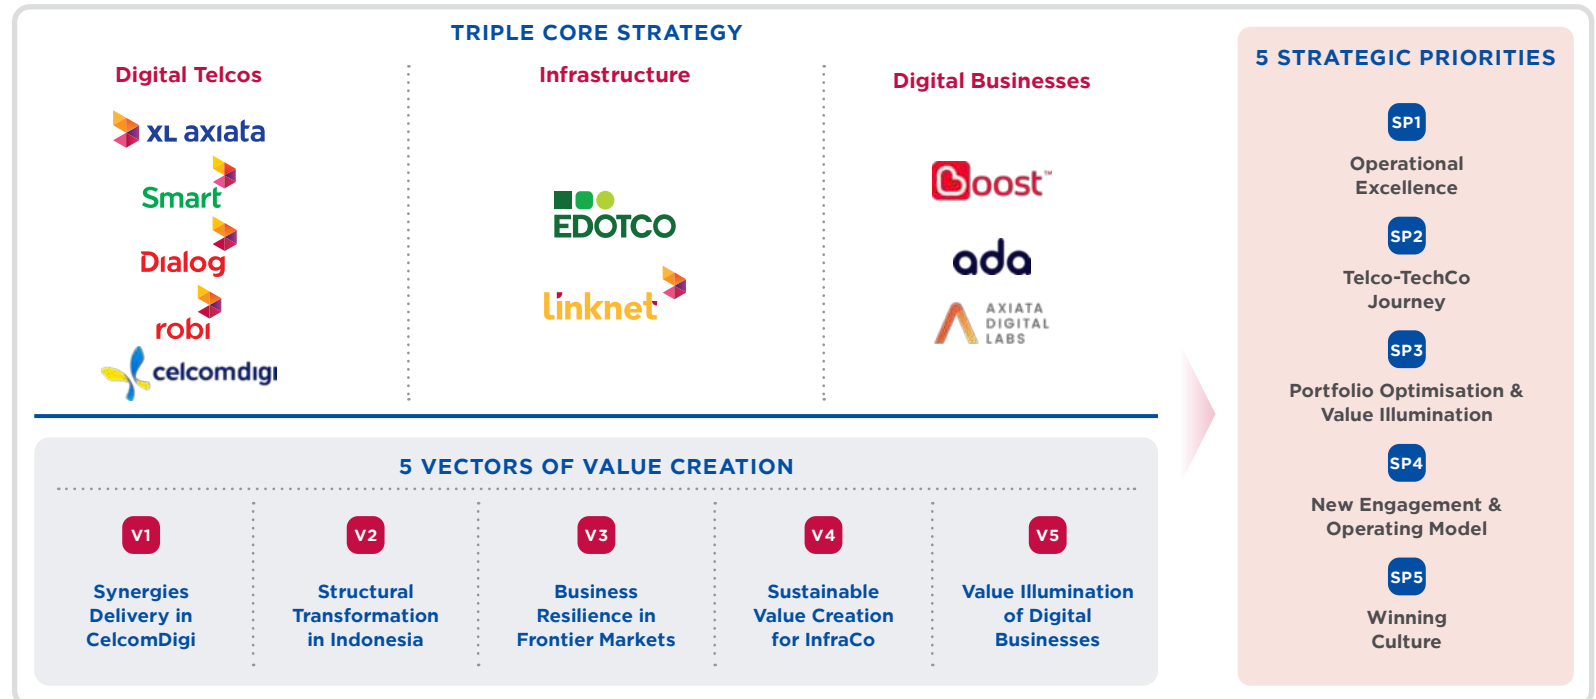 TRIPLE CORE STRATEGY
Digital Telcos
XL axiata
Smart
Dialog
robi
celcomdigi
Infrastructure
EDOTCO
linknet
Digital Businesses
Boost™
ada
AXIATA
DIGITAL
LABS
5 VECTORS OF VALUE CREATION
V1
Synergies
Delivery in
CelcomDigi
V2
Structural
Transformation
in Indonesia
V3
Business
Resilience in
Frontier Markets
V4
Sustainable
Value Creation
for InfraCo
V5
Value Illumination
of Digital
Businesses
5 STRATEGIC PRIORITIES
SP1
Operational
Excellence
SP2
Telco-TechCo
Journey
SP3
Portfolio Optimisation &
Value Illumination
SP4
New Engagement &
Operating Model
SP5
Winning
Culture